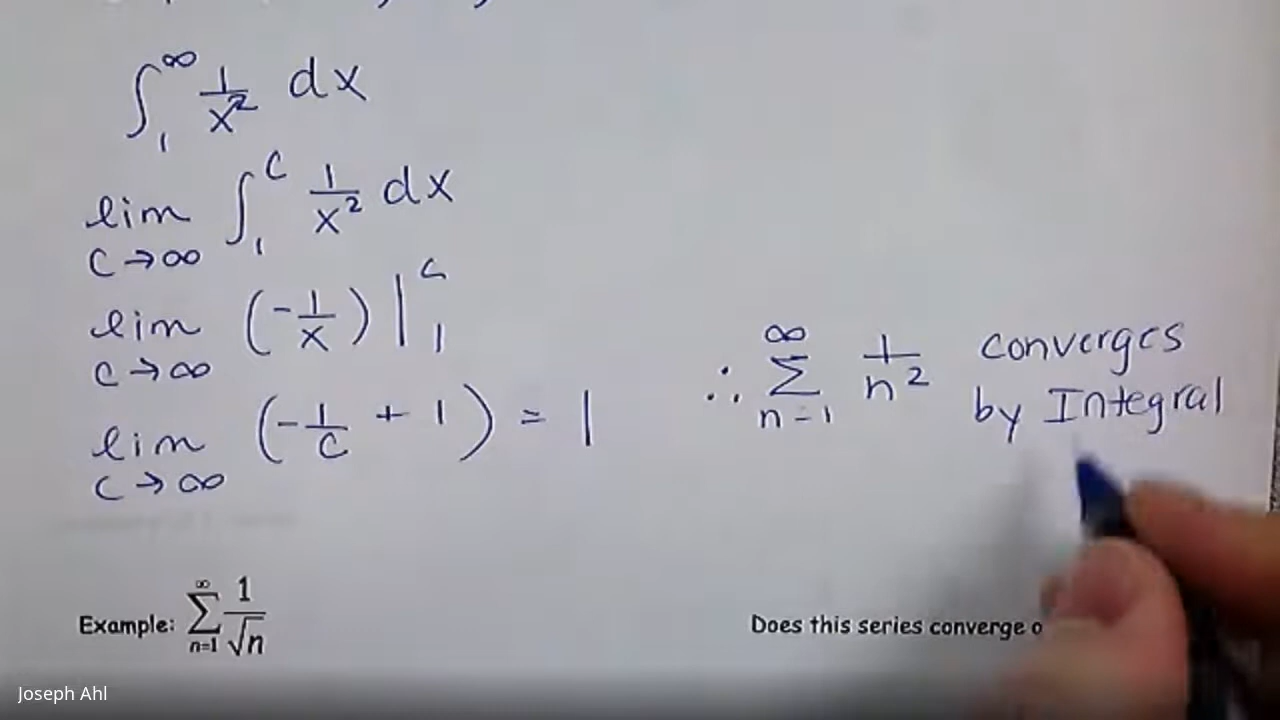 ∫₁^∞ 1/x² dx
lim c→∞ ∫₁^c 1/x² dx
lim c→∞ (-1/x) |₁^c
lim c→∞ (-1/c + 1) = 1
∴ ∑_{n=1}^∞ 1/n² converges
by Integral
Example: ∑_{n=1}^∞ 1/√n
Does this series converge
Joseph Ahl